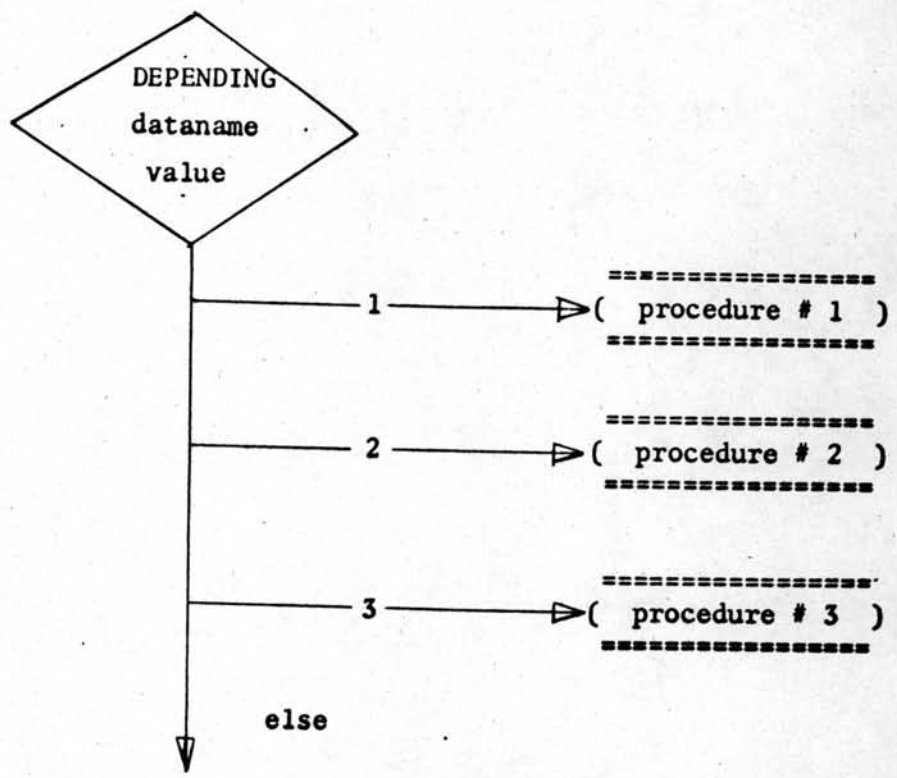 DEPENDING
dataname
value
=================
1
( procedure # 1 )
=================
=================
2
( procedure # 2 )
=================
=================
3
( procedure # 3 )
=================
else